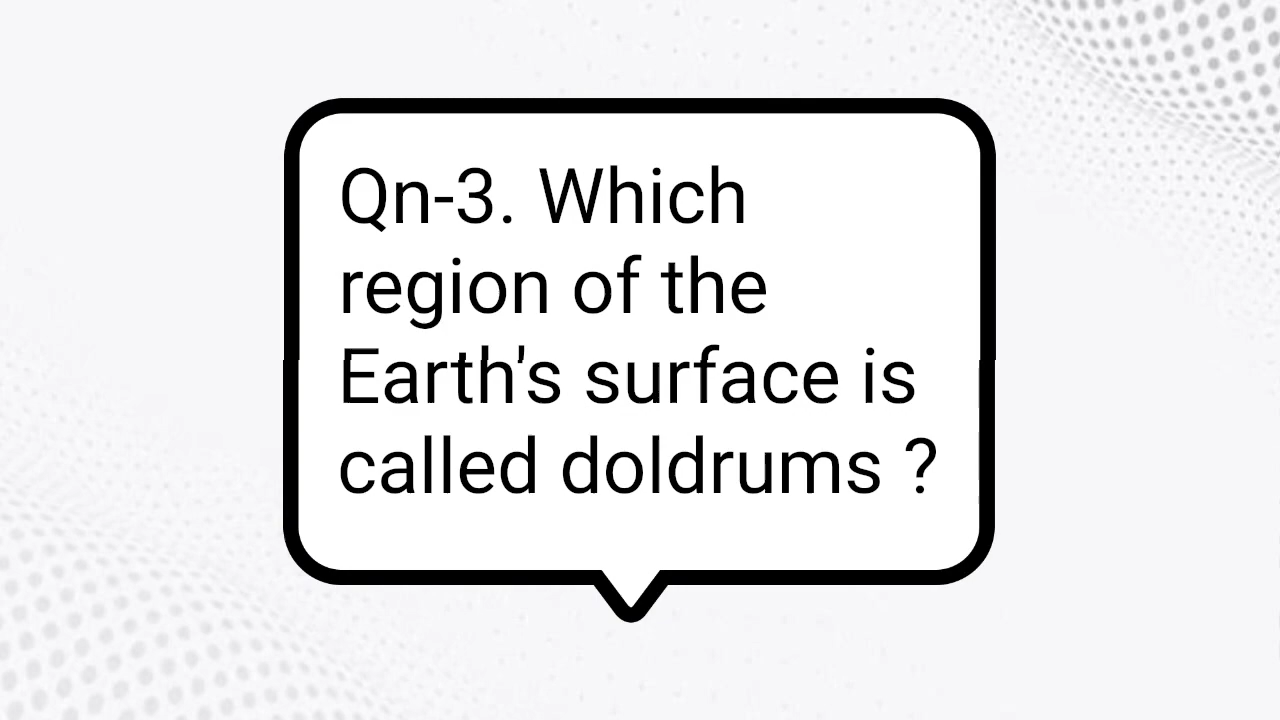 Qn-3. Which
region of the
Earth's surface is
called doldrums ?